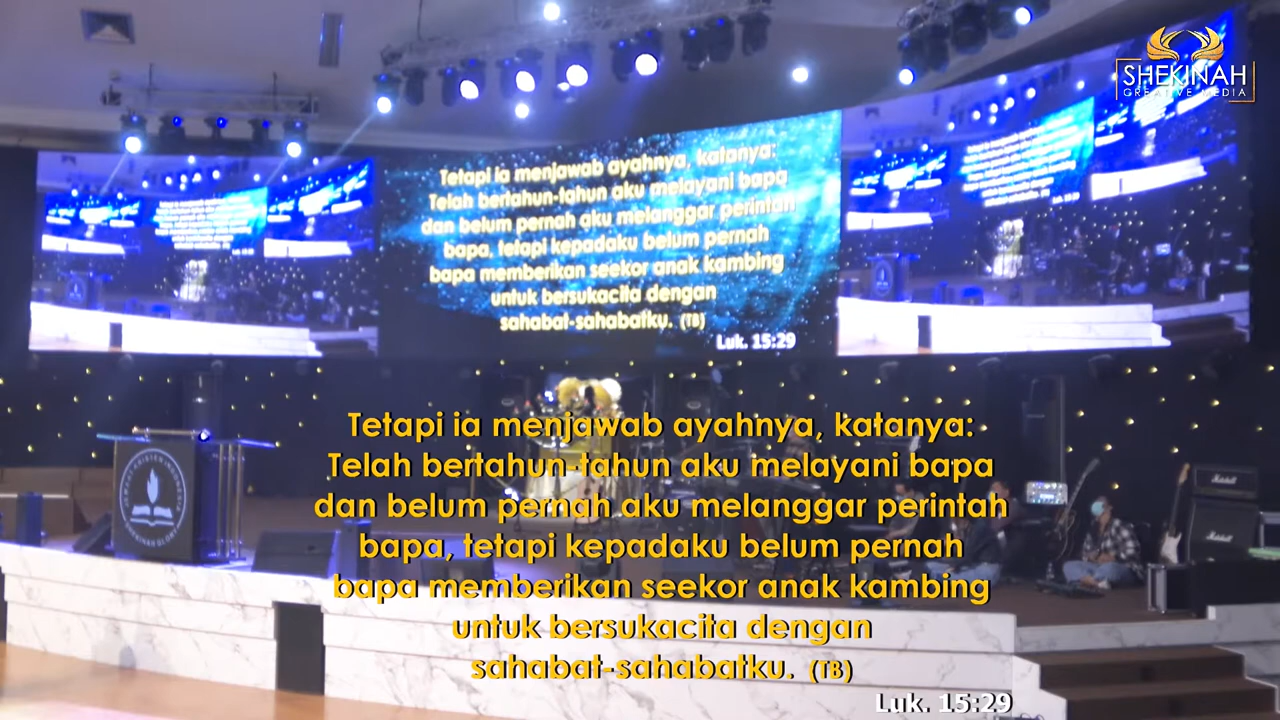 SHEKINAH
CREATIVE MEDIA
Tetapi ia menjawab ayahnya, katanya:
Telah bertahun-tahun aku melayani bapa
dan belum pernah aku melanggar perintah
bapa, tetapi kepadaku belum pernah
bapa memberikan seekor anak kambing
untuk bersukacita dengan
sahabat-sahabatku. (TB)
Luk. 15:29
Marshall
Marshall
Tetapi ia menjawab ayahnya, katanya:
Telah bertahun-tahun aku melayani bapa
dan belum pernah aku melanggar perintah
bapa, tetapi kepadaku belum pernah
bapa memberikan seekor anak kambing
untuk bersukacita dengan
sahabat-sahabatku. (TB)
Luk. 15:29